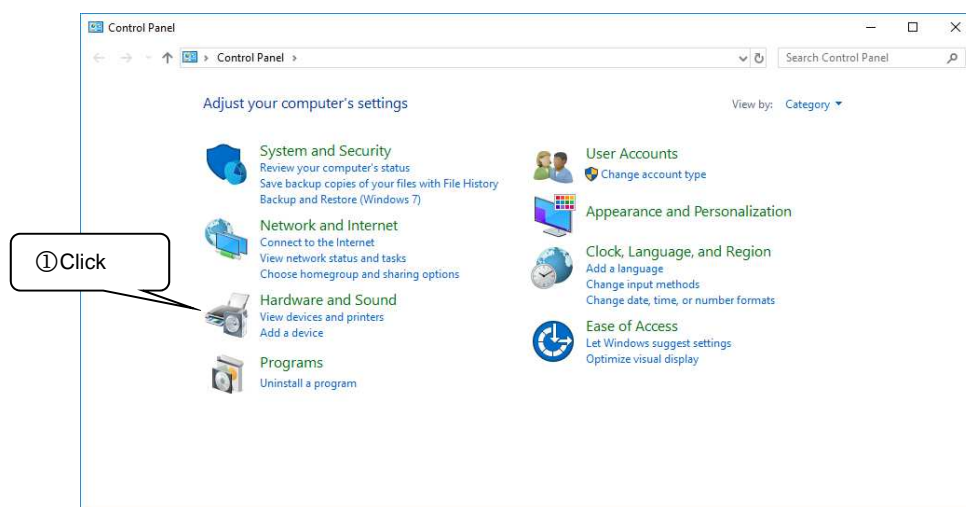 Control Panel
Control Panel
Search Control Panel
Adjust your computer's settings
View by: Category
System and Security
Review your computer's status
Save backup copies of your files with File History
Backup and Restore (Windows 7)
Network and Internet
Connect to the Internet
View network status and tasks
Choose homegroup and sharing options
①Click
Hardware and Sound
View devices and printers
Add a device
Programs
Uninstall a program
User Accounts
Change account type
Appearance and Personalization
Clock, Language, and Region
Add a language
Change input methods
Change date, time, or number formats
Ease of Access
Let Windows suggest settings
Optimize visual display